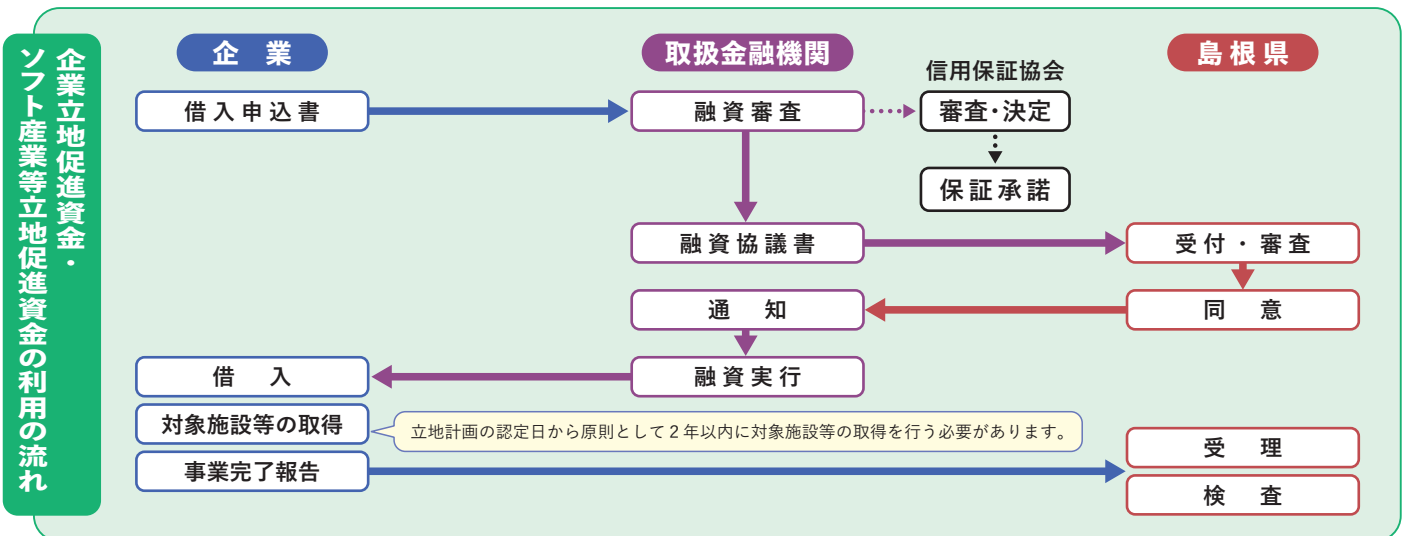 企業立地促進資金・
ソフト産業等立地促進資金の利用の流れ
企　業
取扱金融機関
島根県
信用保証協会
借入申込書
融資審査
審査・決定
保証承諾
融資協議書
受付・審査
通　知
同　意
借　入
融資実行
対象施設等の取得
立地計画の認定日から原則として2年以内に対象施設等の取得を行う必要があります。
受　理
事業完了報告
検　査